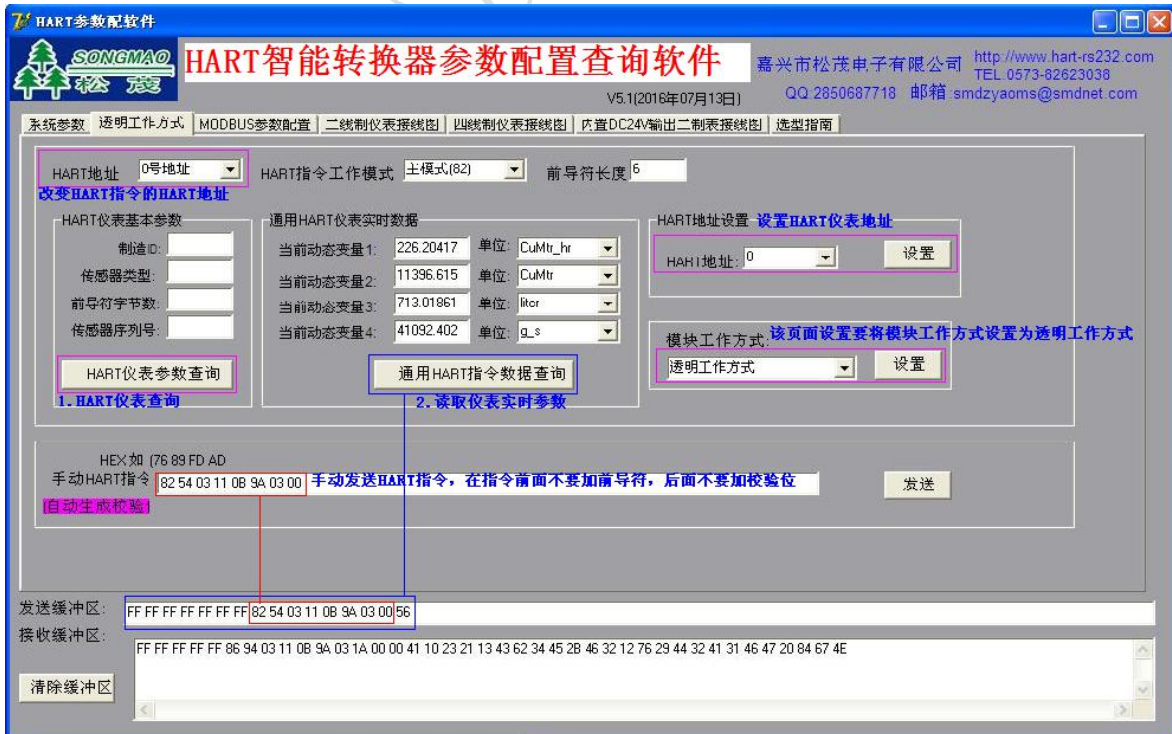 HART参数配软件
SONGMAO
松茂
HART智能转换器参数配置查询软件
嘉兴市松茂电子有限公司 http://www.hart-rs232.com
TEL:0573-82623038
V5.1(2016年07月13日)
QQ:2850687718 邮箱:smdzyaoms@smdnet.com
系统参数 透明工作方式 MODBUS参数配置 二线制仪表接线图 四线制仪表接线图 内置DC24V输出二制表接线图 选型指南
HART地址 0号地址 HART指令工作模式 主模式(82) 前导符长度 6
改变HART指令的HART地址
HART仪表基本参数 通用HART仪表实时数据 HART地址设置 设置HART仪表地址
制造ID: 当前动态变量1: 226.20417 单位: CuMtr_hr
HART地址: 0 设置
传感器类型: 当前动态变量2: 11396.615 单位: CuMtr
前导符字节数: 当前动态变量3: 713.01861 单位: liter
传感器序列号: 当前动态变量4: 41092.402 单位: g_s
模块工作方式: 该页面设置要将模块工作方式设置为透明工作方式
透明工作方式 设置
HART仪表参数查询 通用HART指令数据查询
1.HART仪表查询 2.读取仪表实时参数
HEX如 (76 89 FD AD
手动HART指令 82 54 03 11 0B 9A 03 00 手动发送HART指令，在指令前面不要加前导符，后面不要加校验位 发送
(自动生成校验)
发送缓冲区: FF FF FF FF FF FF FF 82 54 03 11 0B 9A 03 00 56
接收缓冲区:
FF FF FF FF FF 86 94 03 11 0B 9A 03 1A 00 00 41 10 23 21 13 43 62 34 45 2B 46 32 12 76 29 44 32 41 31 46 47 20 84 67 4E
清除缓冲区